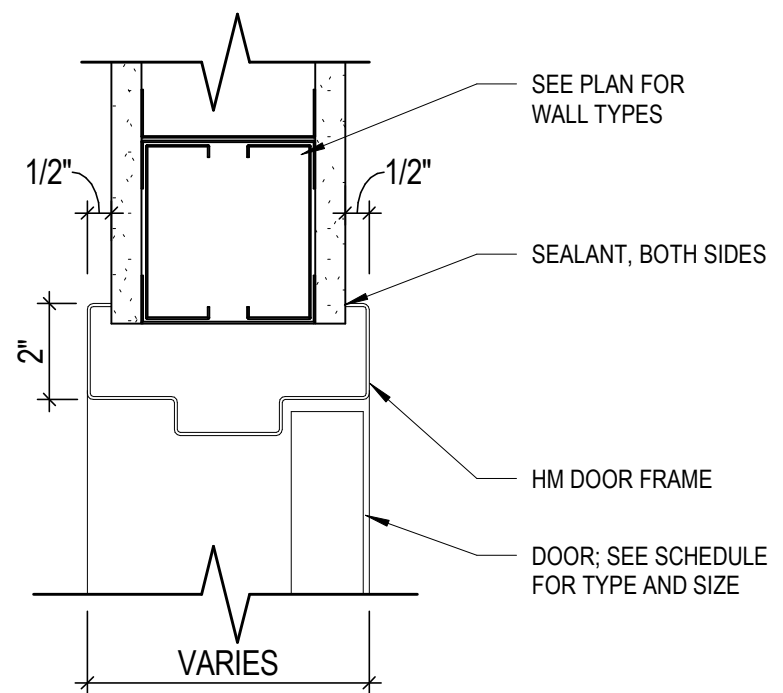 SEE PLAN FOR
WALL TYPES
1/2"
1/2"
SEALANT, BOTH SIDES
2"
HM DOOR FRAME
DOOR; SEE SCHEDULE
FOR TYPE AND SIZE
VARIES